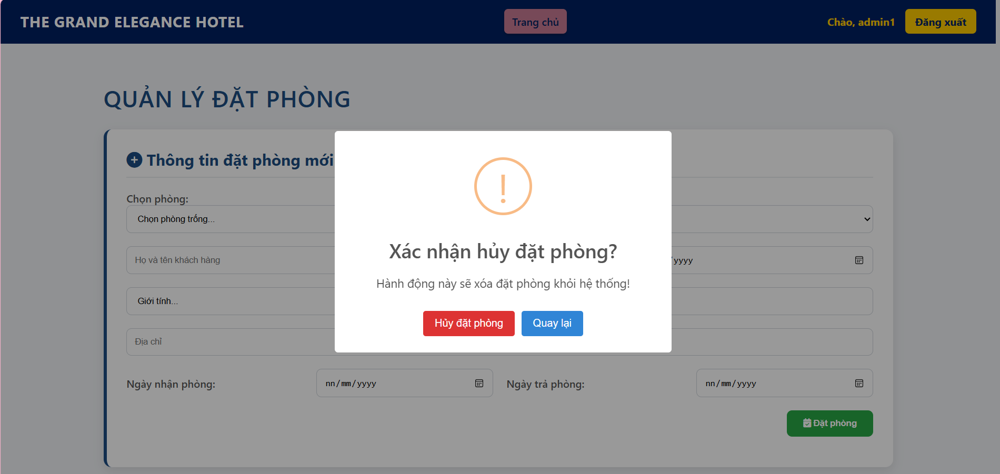 THE GRAND ELEGANCE HOTEL
Trang chủ
Chào, admin1
Đăng xuất
QUẢN LÝ ĐẶT PHÒNG
Thông tin đặt phòng mới
Chọn phòng:
Chọn phòng trống...
Họ và tên khách hàng
/yyyy
Giới tính...
Địa chỉ
Xác nhận hủy đặt phòng?
Hành động này sẽ xóa đặt phòng khỏi hệ thống!
Hủy đặt phòng
Quay lại
Ngày nhận phòng:
nn/mm/yyyy
Ngày trả phòng:
nn/mm/yyyy
Đặt phòng